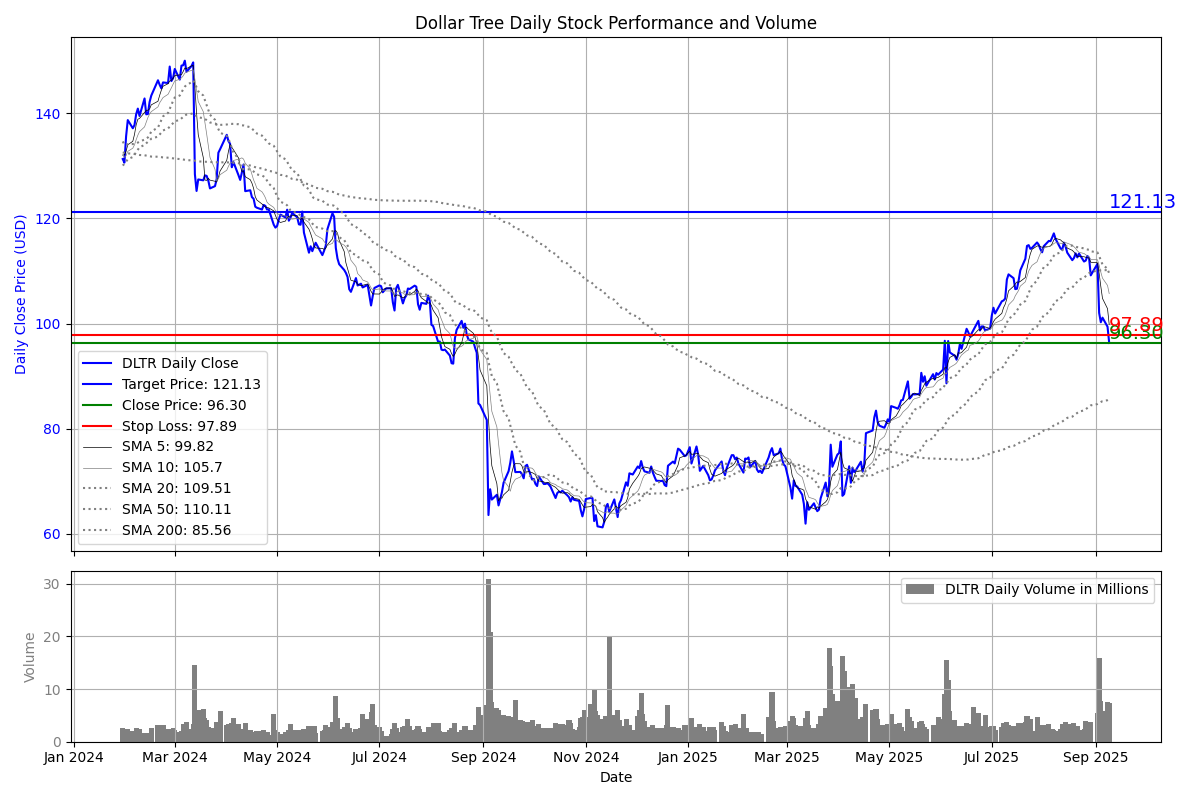 Dollar Tree Daily Stock Performance and Volume
Daily Close Price (USD)
140
120
100
80
60
121.13
97.89
96.30
DLTR Daily Close
Target Price: 121.13
Close Price: 96.30
Stop Loss: 97.89
SMA 5: 99.82
SMA 10: 105.7
SMA 20: 109.51
SMA 50: 110.11
SMA 200: 85.56
Volume
30
20
10
0
DLTR Daily Volume in Millions
Jan 2024 Mar 2024 May 2024 Jul 2024 Sep 2024 Nov 2024 Jan 2025 Mar 2025 May 2025 Jul 2025 Sep 2025
Date